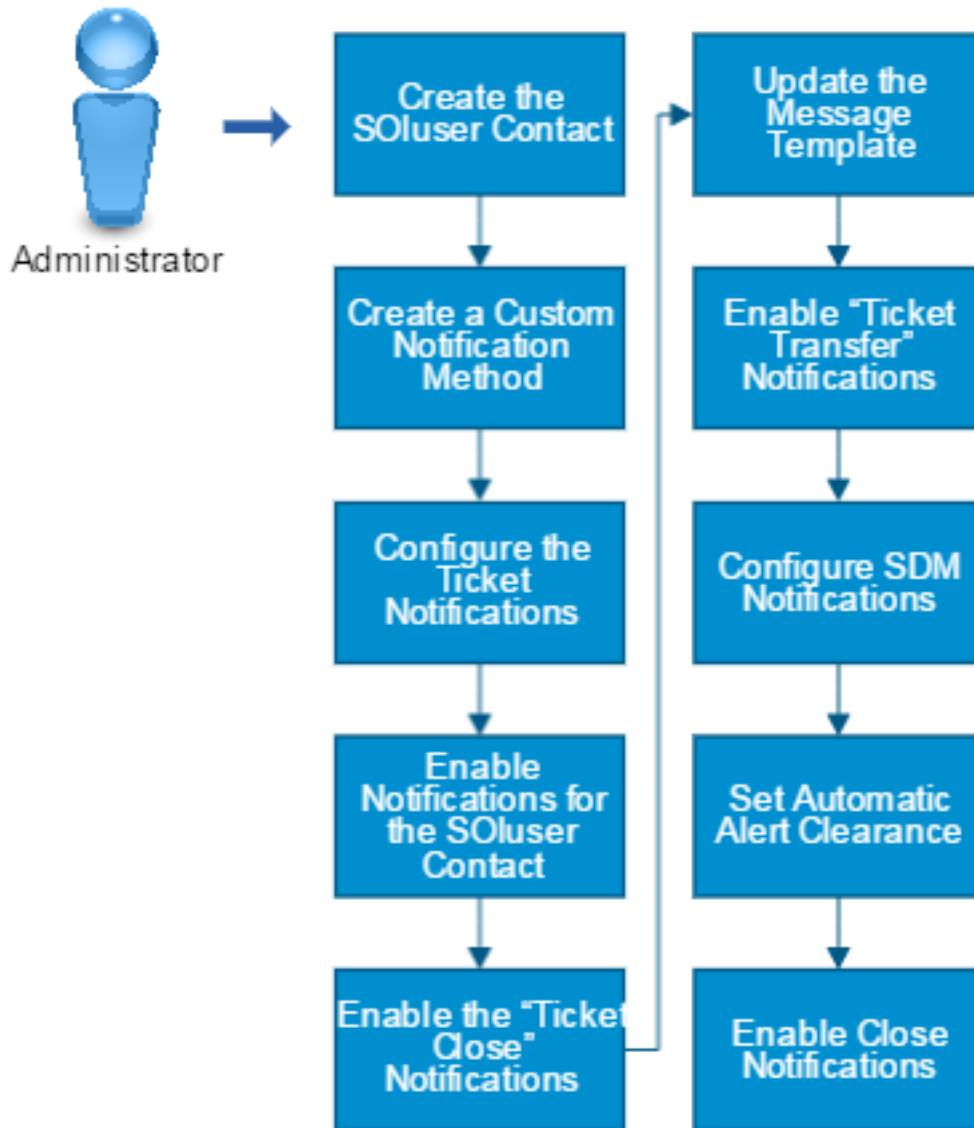 Administrator
Create the
SOIuser Contact
Create a Custom
Notification
Method
Configure the
Ticket
Notifications
Enable
Notifications for
the SOIuser
Contact
Enable the “Ticket
Close”
Notifications
Update the
Message
Template
Enable “Ticket
Transfer”
Notifications
Configure SDM
Notifications
Set Automatic
Alert Clearance
Enable Close
Notifications